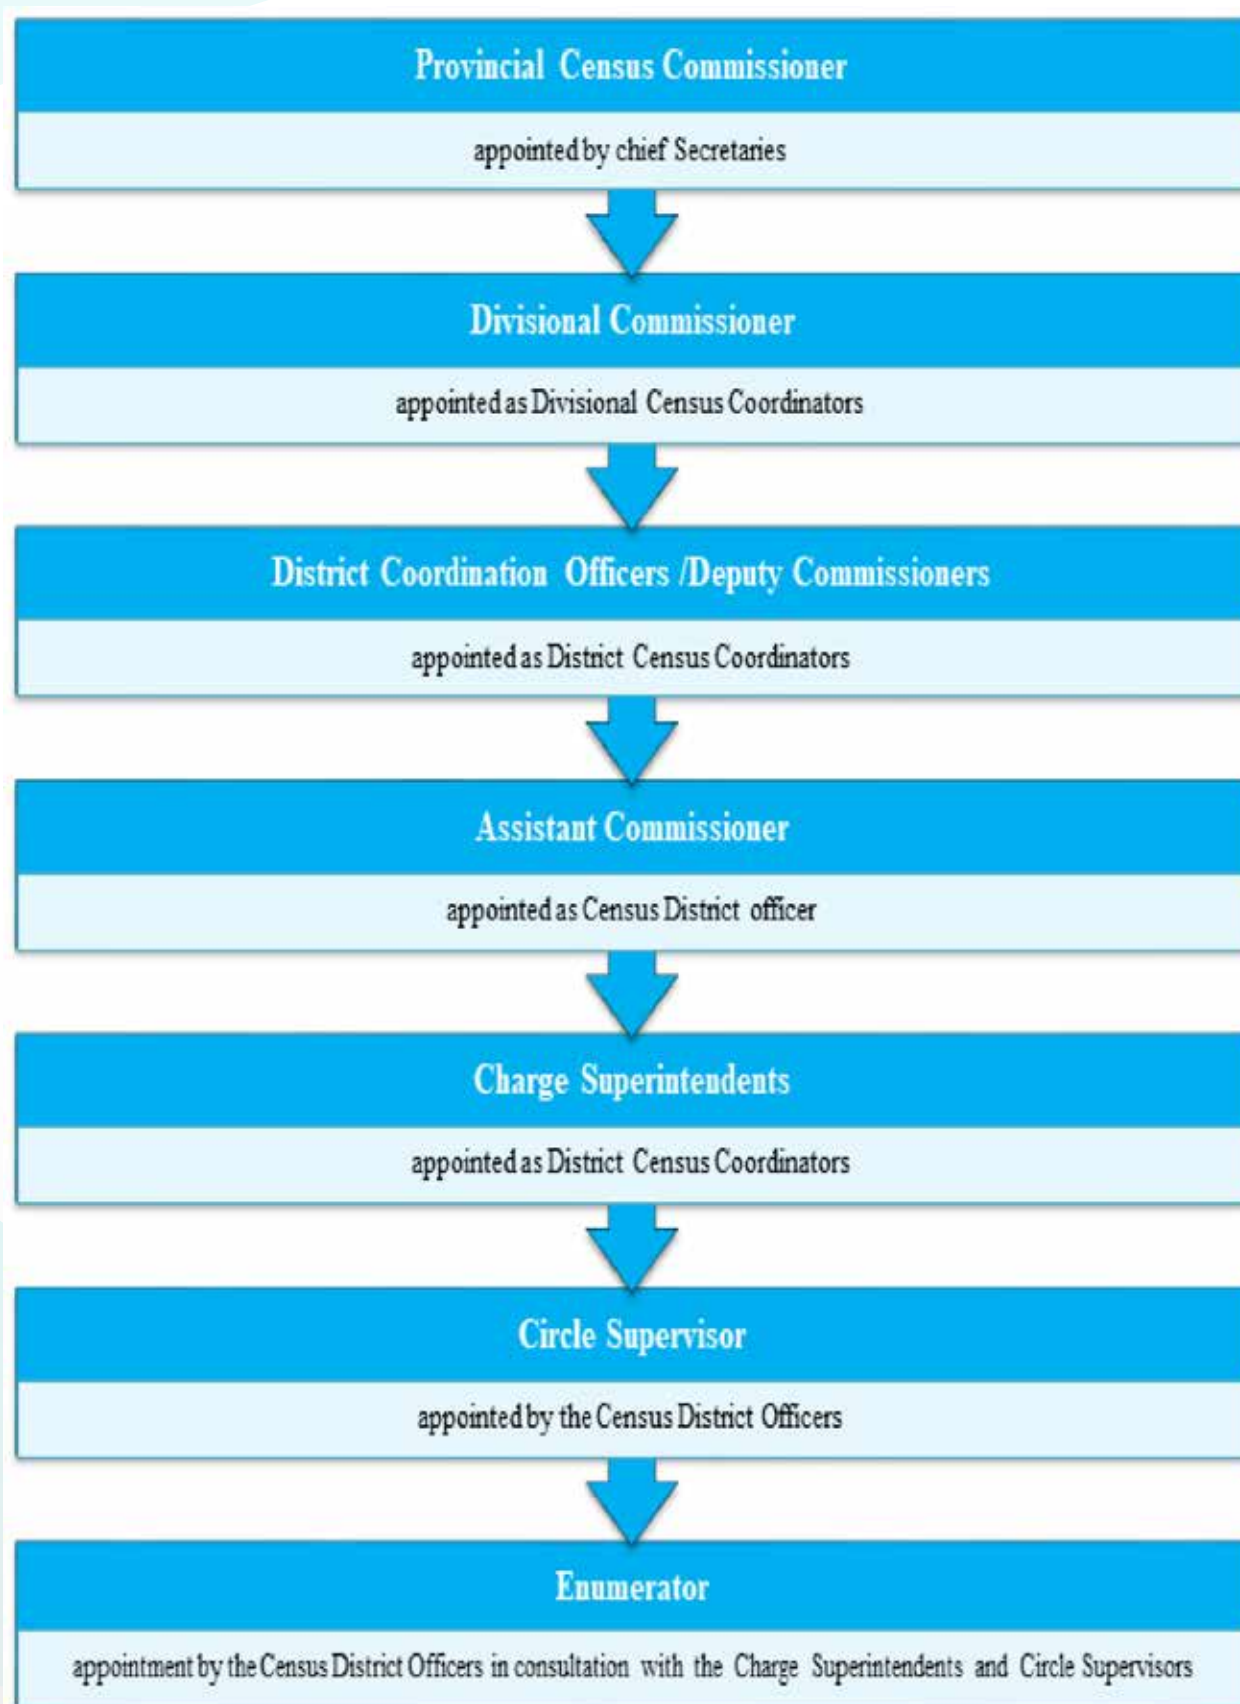 Provincial Census Commissioner
appointed by chief Secretaries
Divisional Commissioner
appointed as Divisional Census Coordinators
District Coordination Officers /Deputy Commissioners
appointed as District Census Coordinators
Assistant Commissioner
appointed as Census District officer
Charge Superintendents
appointed as District Census Coordinators
Circle Supervisor
appointed by the Census District Officers
Enumerator
appointment by the Census District Officers in consultation with the Charge Superintendents and Circle Supervisors